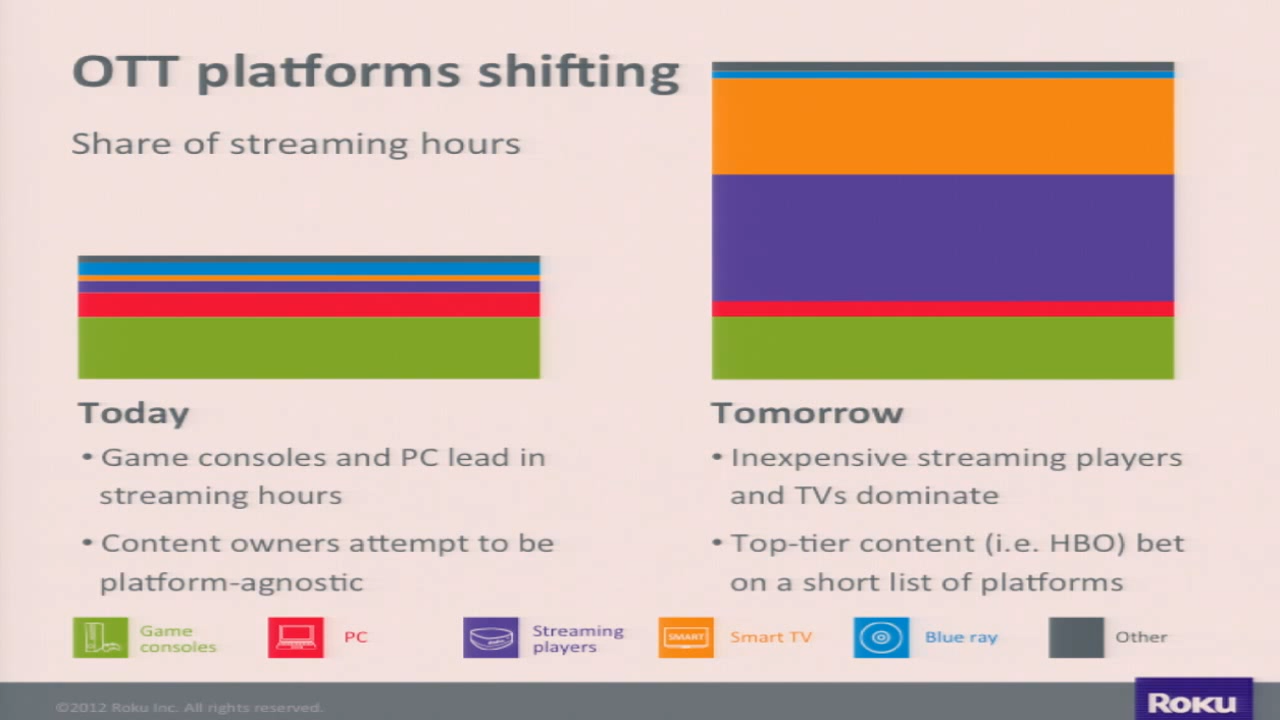 OTT platforms shifting
Share of streaming hours
Today
• Game consoles and PC lead in
streaming hours
• Content owners attempt to be
platform-agnostic
Tomorrow
• Inexpensive streaming players
and TVs dominate
• Top-tier content (i.e. HBO) bet
on a short list of platforms
Game
consoles
PC
Streaming
players
SMART
Smart TV
Blue ray
Other
©2012 Roku Inc. All rights reserved.
ROKU